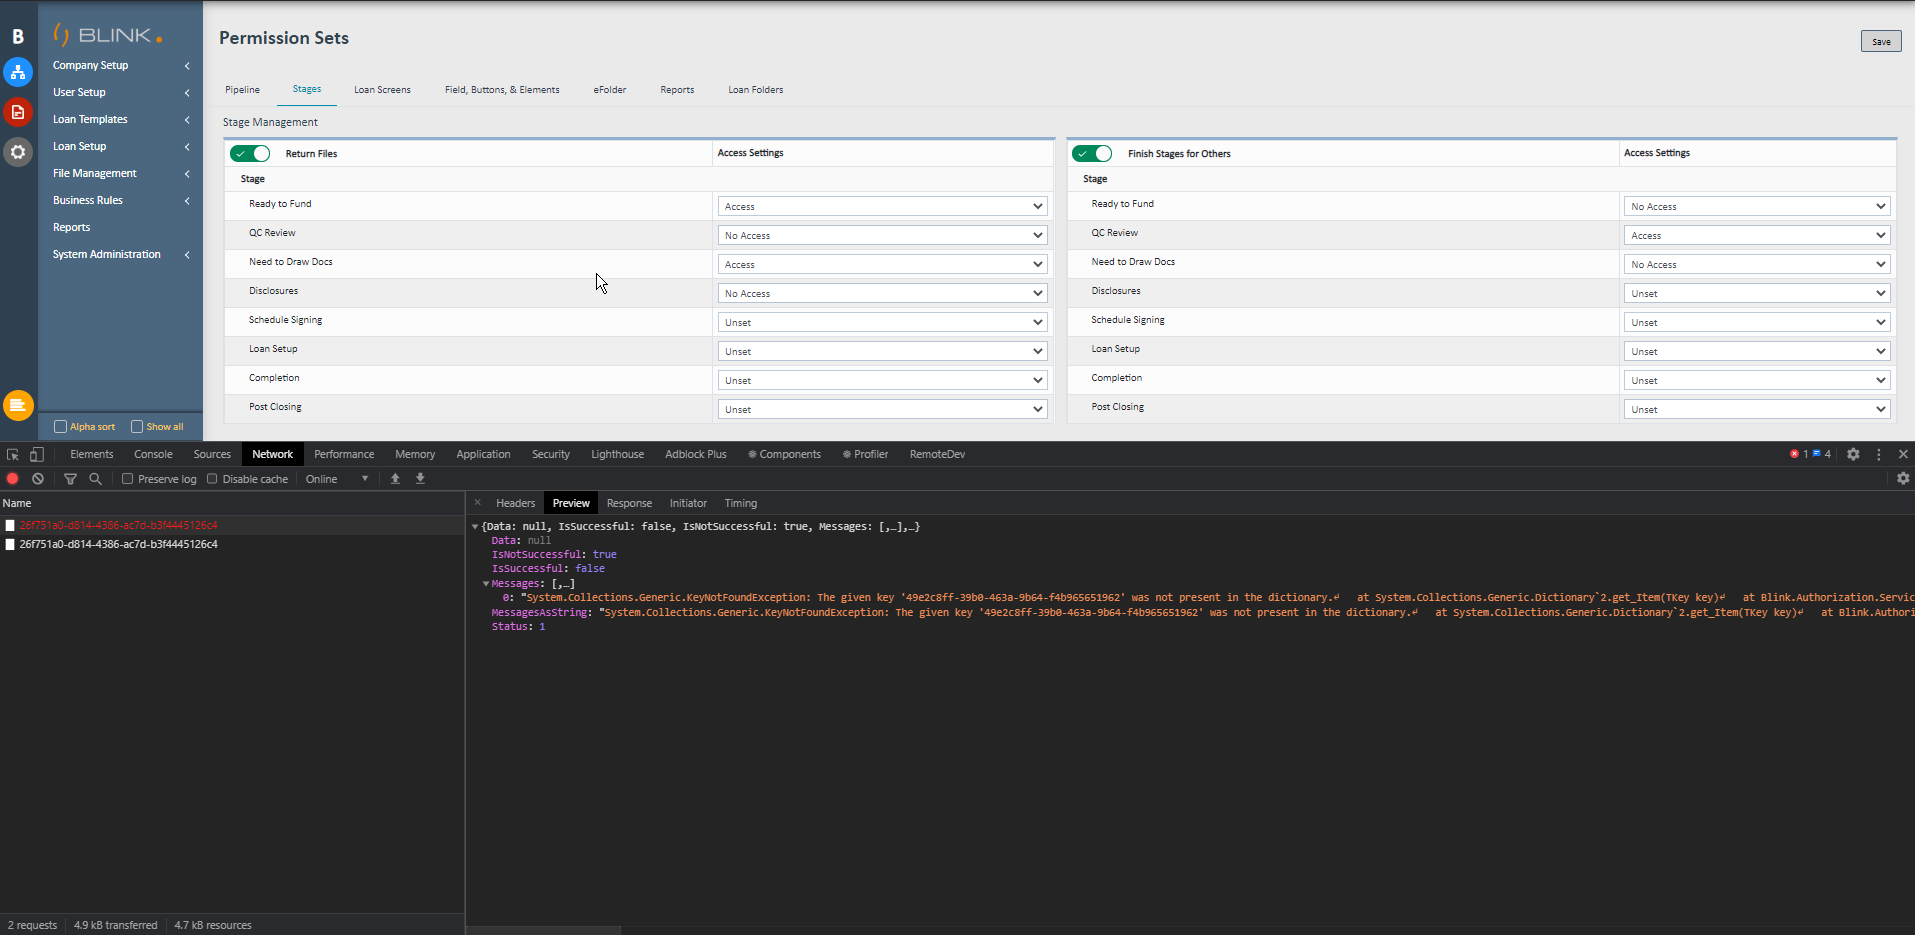 B
BLINK.
Company Setup
User Setup
Loan Templates
Loan Setup
File Management
Business Rules
Reports
System Administration
Alpha sort Show all
Permission Sets
Save
Pipeline Stages Loan Screens Field, Buttons, & Elements eFolder Reports Loan Folders
Stage Management
Return Files Access Settings
Stage
Ready to Fund Access
QC Review No Access
Need to Draw Docs Access
Disclosures No Access
Schedule Signing Unset
Loan Setup Unset
Completion Unset
Post Closing Unset
Finish Stages for Others Access Settings
Stage
Ready to Fund No Access
QC Review Access
Need to Draw Docs No Access
Disclosures Unset
Schedule Signing Unset
Loan Setup Unset
Completion Unset
Post Closing Unset
Elements Console Sources Network Performance Memory Application Security Lighthouse Adblock Plus Components Profiler RemoteDev 1 4
Preserve log Disable cache Online
Name
26f751a0-d814-4386-ac7d-b3f4445126c4
26f751a0-d814-4386-ac7d-b3f4445126c4
Headers Preview Response Initiator Timing
{Data: null, IsSuccessful: false, IsNotSuccessful: true, Messages: [,…],…}
Data: null
IsNotSuccessful: true
IsSuccessful: false
Messages: [,…]
0: "System.Collections.Generic.KeyNotFoundException: The given key '49e2c8ff-39b0-463a-9b64-f4b965651962' was not present in the dictionary.↵ at System.Collections.Generic.Dictionary`2.get_Item(TKey key)↵ at Blink.Authorization.Servic
MessagesAsString: "System.Collections.Generic.KeyNotFoundException: The given key '49e2c8ff-39b0-463a-9b64-f4b965651962' was not present in the dictionary.↵ at System.Collections.Generic.Dictionary`2.get_Item(TKey key)↵ at Blink.Authori
Status: 1
2 requests 4.9 kB transferred 4.7 kB resources